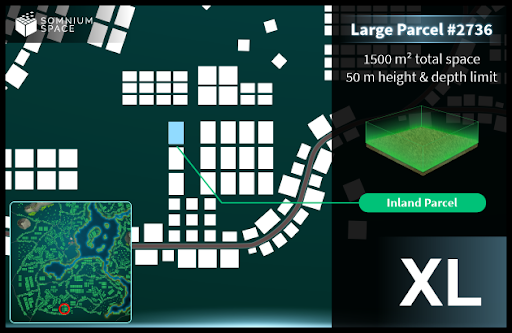 SOMNIUM
SPACE
Large Parcel #2736
1500 m² total space
50 m height & depth limit
Inland Parcel
XL